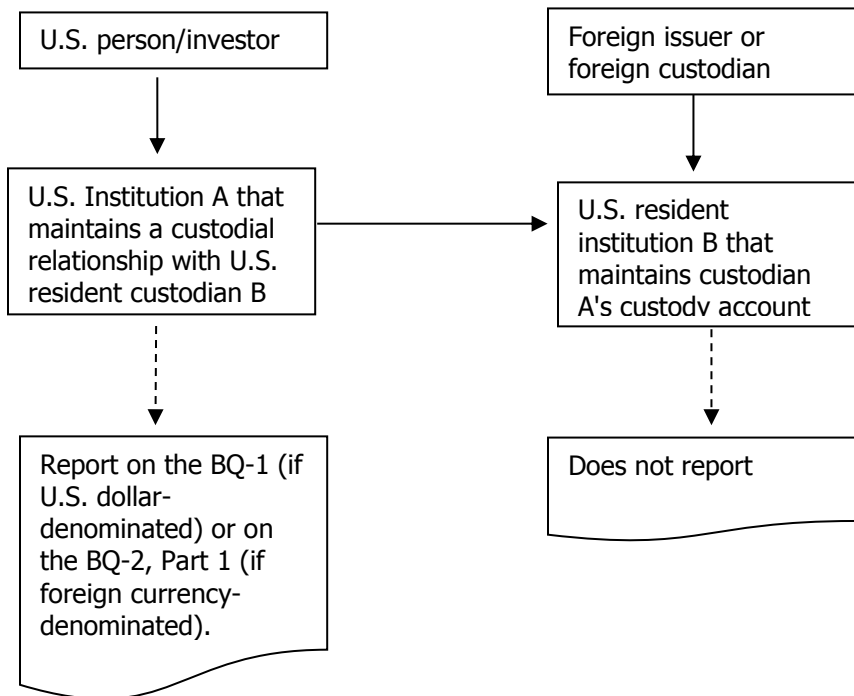 U.S. person/investor
Foreign issuer or
foreign custodian
U.S. Institution A that
maintains a custodial
relationship with U.S.
resident custodian B
U.S. resident
institution B that
maintains custodian
A's custody account
Report on the BQ-1 (if
U.S. dollar-
denominated) or on
the BQ-2, Part 1 (if
foreign currency-
denominated).
Does not report